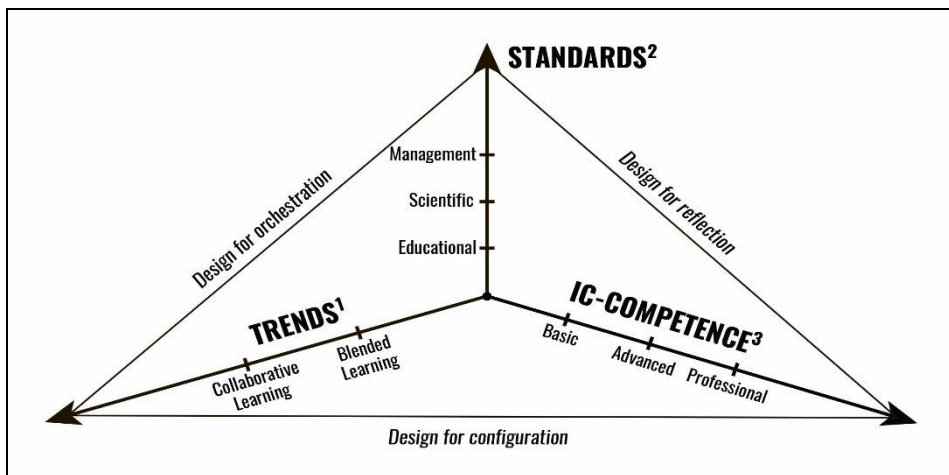 STANDARDS²
Management
Scientific
Educational
Design for orchestration
Design for reflection
TRENDS¹
Blended
Learning
Collaborative
Learning
IC-COMPETENCE³
Basic
Advanced
Professional
Design for configuration